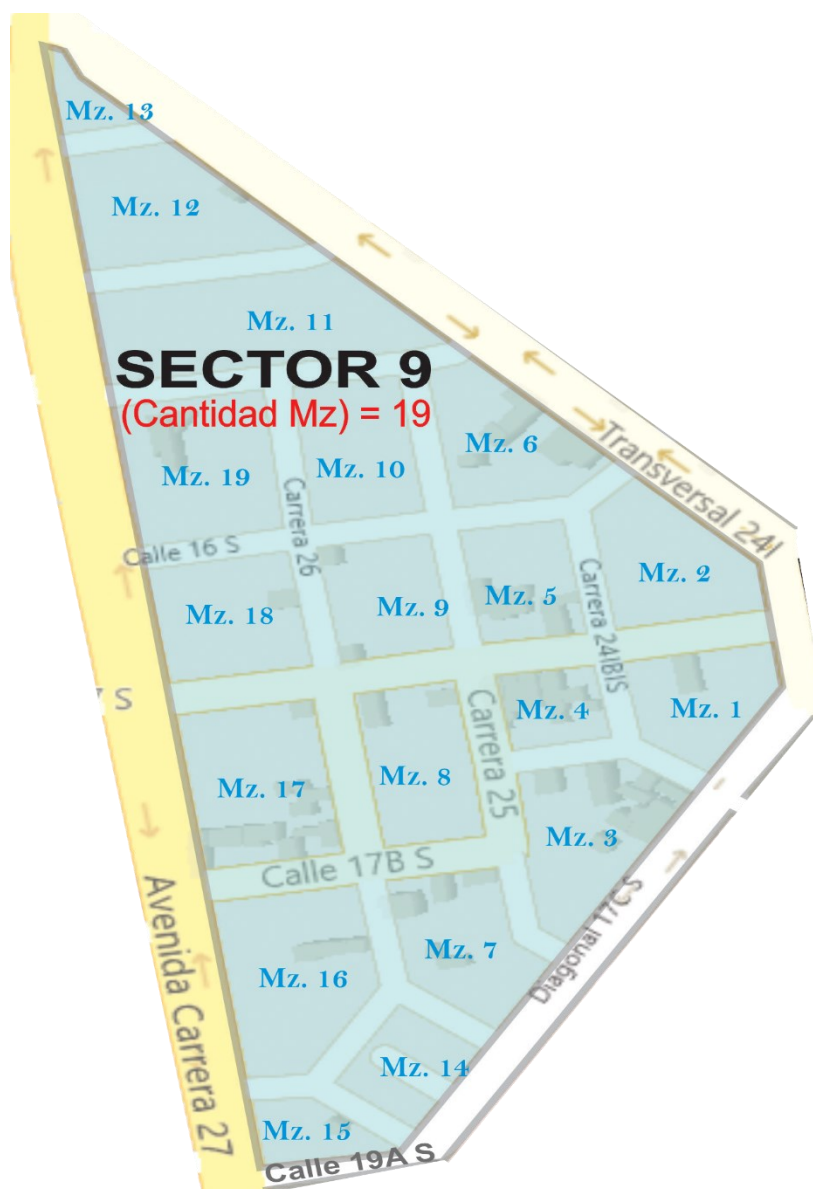 Mz. 13
Mz. 12
Mz. 11
SECTOR 9
(Cantidad Mz) = 19
Mz. 6
Transversal 24I
Mz. 19
Mz. 10
Carrera 26
Calle 16 S
Mz. 2
Mz. 5
Mz. 9
Mz. 18
Carrera 24IBIS
S
Mz. 1
Mz. 4
Carrera 25
Mz. 8
Mz. 17
Mz. 3
Calle 17B S
Avenida Carrera 27
Diagonal 17C S
Mz. 7
Mz. 16
Mz. 14
Mz. 15
Calle 19A S